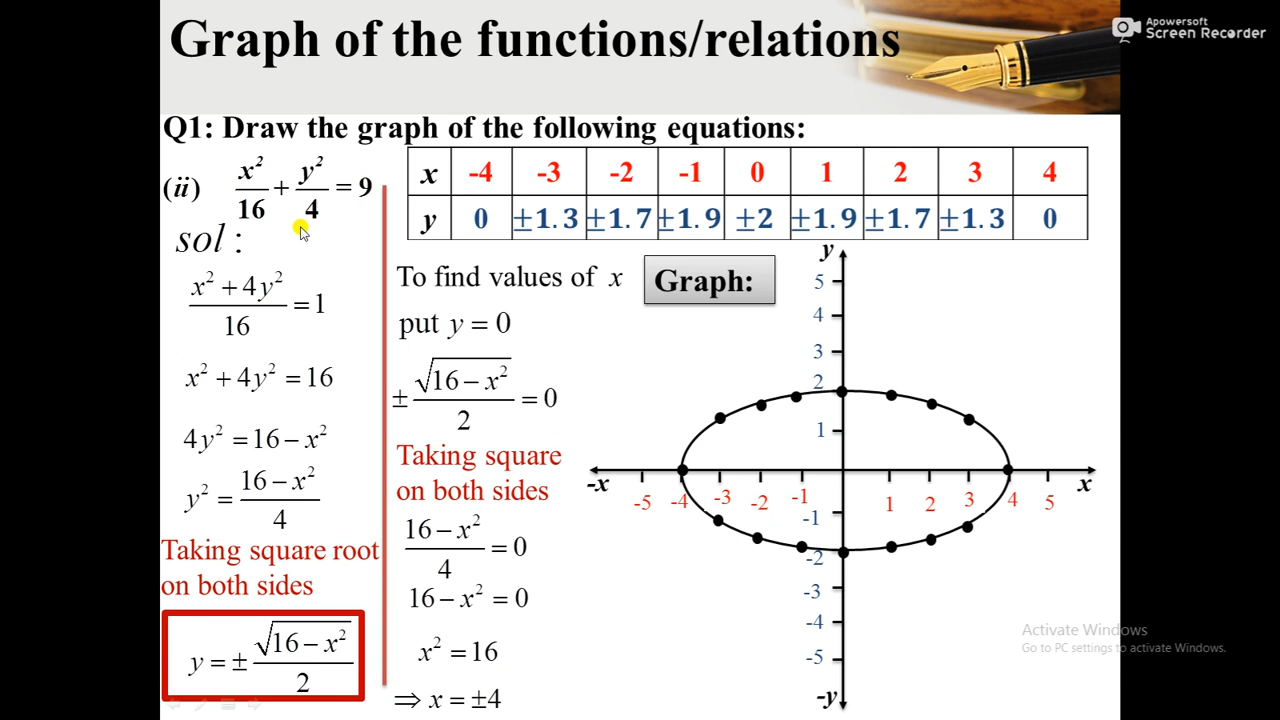 Graph of the functions/relations
Apowersoft
Screen Recorder
Q1: Draw the graph of the following equations:
(ii) x²/16 + y²/4 = 9
sol :
(x² + 4y²)/16 = 1
x² + 4y² = 16
4y² = 16 − x²
y² = (16 − x²)/4
Taking square root
on both sides
y = ± √(16 − x²)/2
x -4 -3 -2 -1 0 1 2 3 4
y 0 ±1.3 ±1.7 ±1.9 ±2 ±1.9 ±1.7 ±1.3 0
To find values of x
put y = 0
± √(16 − x²)/2 = 0
Taking square
on both sides
(16 − x²)/4 = 0
16 − x² = 0
x² = 16
⇒ x = ±4
Graph:
y
5
4
3
2
1
-x -5 -4 -3 -2 -1 1 2 3 4 5 x
-1
-2
-3
-4
-5
-y
Activate Windows
Go to PC settings to activate Windows.